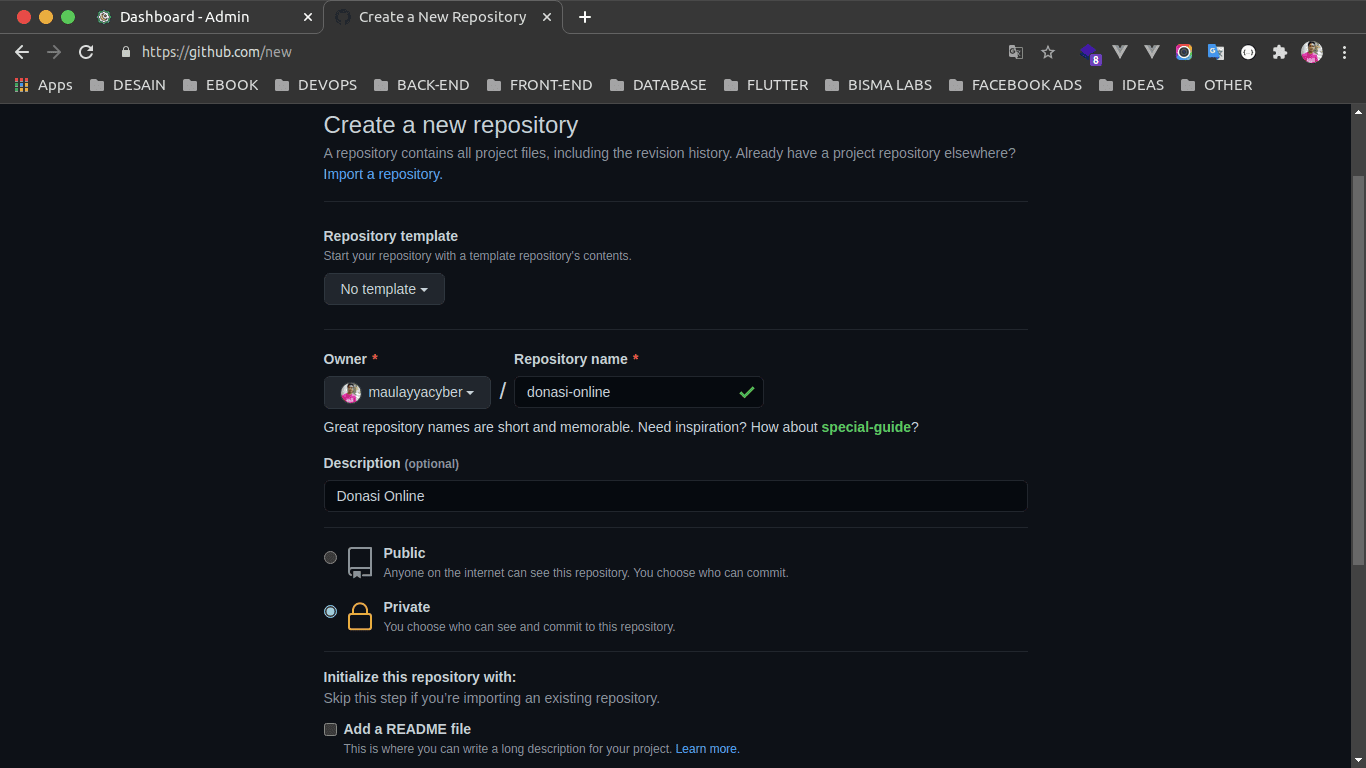 Dashboard - Admin
Create a New Repository
https://github.com/new
8
Apps DESAIN EBOOK DEVOPS BACK-END FRONT-END DATABASE FLUTTER BISMA LABS FACEBOOK ADS IDEAS OTHER
Create a new repository
A repository contains all project files, including the revision history. Already have a project repository elsewhere?
Import a repository.
Repository template
Start your repository with a template repository's contents.
No template
Owner * Repository name *
maulayyacyber / donasi-online
Great repository names are short and memorable. Need inspiration? How about special-guide?
Description (optional)
Donasi Online
Public
Anyone on the internet can see this repository. You choose who can commit.
Private
You choose who can see and commit to this repository.
Initialize this repository with:
Skip this step if you're importing an existing repository.
Add a README file
This is where you can write a long description for your project. Learn more.